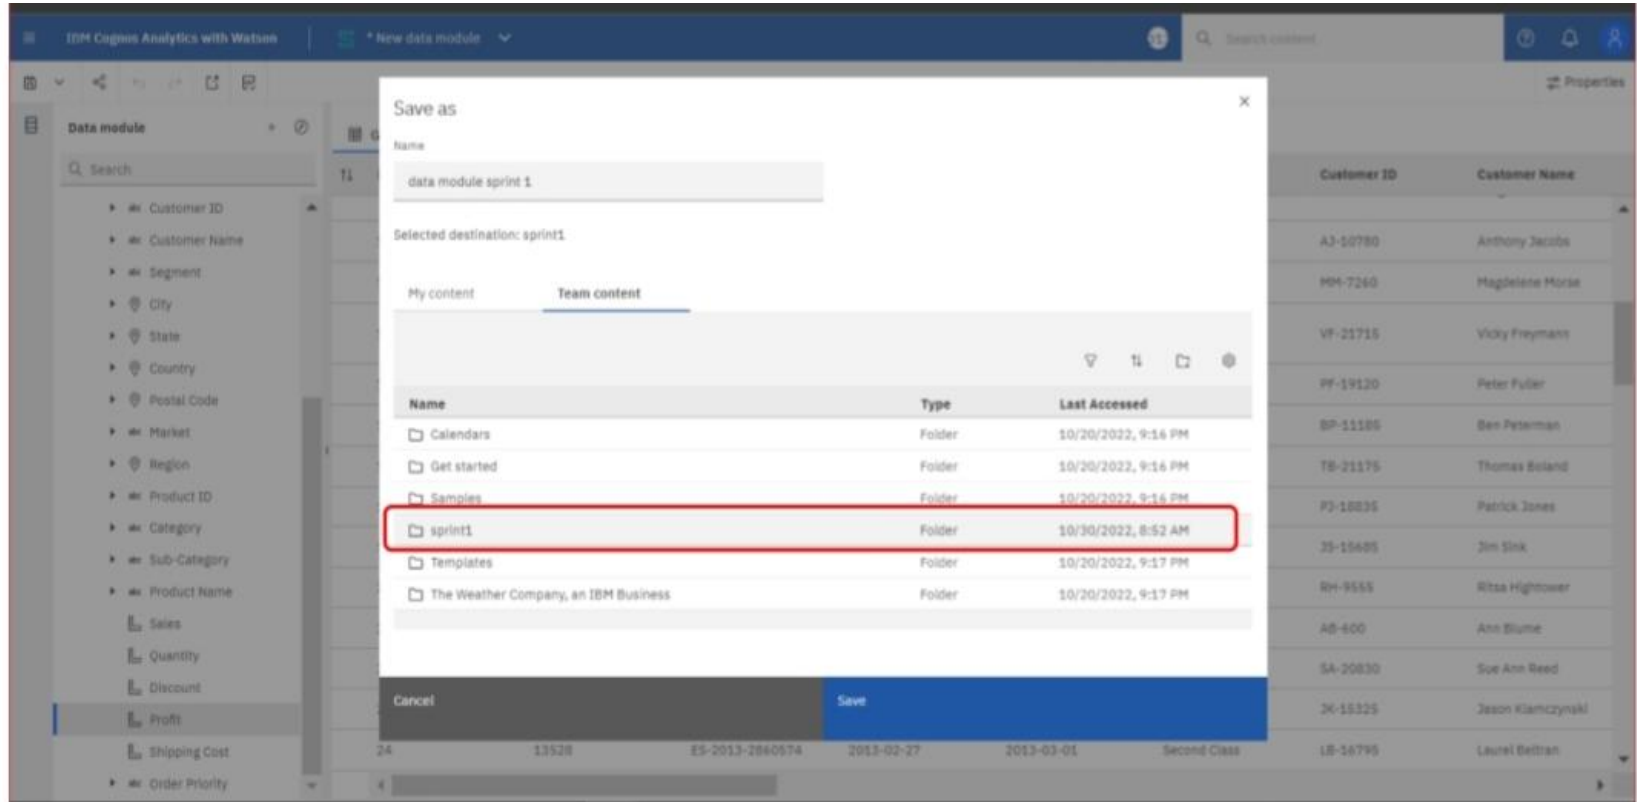 IBM Cognos Analytics with Watson
* New data module
Search content
Properties
Data module
Search
Customer ID
Customer Name
Segment
City
State
Country
Postal Code
Market
Region
Product ID
Category
Sub-Category
Product Name
Sales
Quantity
Discount
Profit
Shipping Cost
Order Priority
Save as
Name
data module sprint 1
Selected destination: sprint1
My content Team content
Name Type Last Accessed
Calendars Folder 10/20/2022, 9:16 PM
Get started Folder 10/20/2022, 9:16 PM
Samples Folder 10/20/2022, 9:16 PM
sprint1 Folder 10/30/2022, 8:52 AM
Templates Folder 10/20/2022, 9:17 PM
The Weather Company, an IBM Business Folder 10/20/2022, 9:17 PM
Cancel Save
Customer ID Customer Name
AJ-10780 Anthony Jacobs
MM-7260 Magdelene Morse
VF-21715 Vicky Freymann
PF-19120 Peter Fuller
BP-11185 Ben Peterman
TB-21175 Thomas Boland
PJ-18835 Patrick Jones
JS-15685 Jim Sink
RH-9555 Ritsa Hightower
AB-600 Ann Blume
SA-20830 Sue Ann Reed
JK-15325 Jason Klamczynski
24 13528 ES-2013-2860574 2013-02-27 2013-03-01 Second Class LB-16795 Laurel Beltran